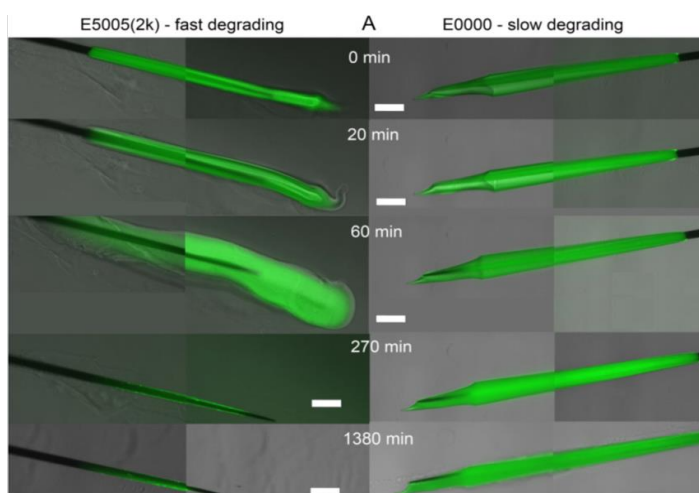 E5005(2k) - fast degrading
A
E0000 - slow degrading
0 min
20 min
60 min
270 min
1380 min